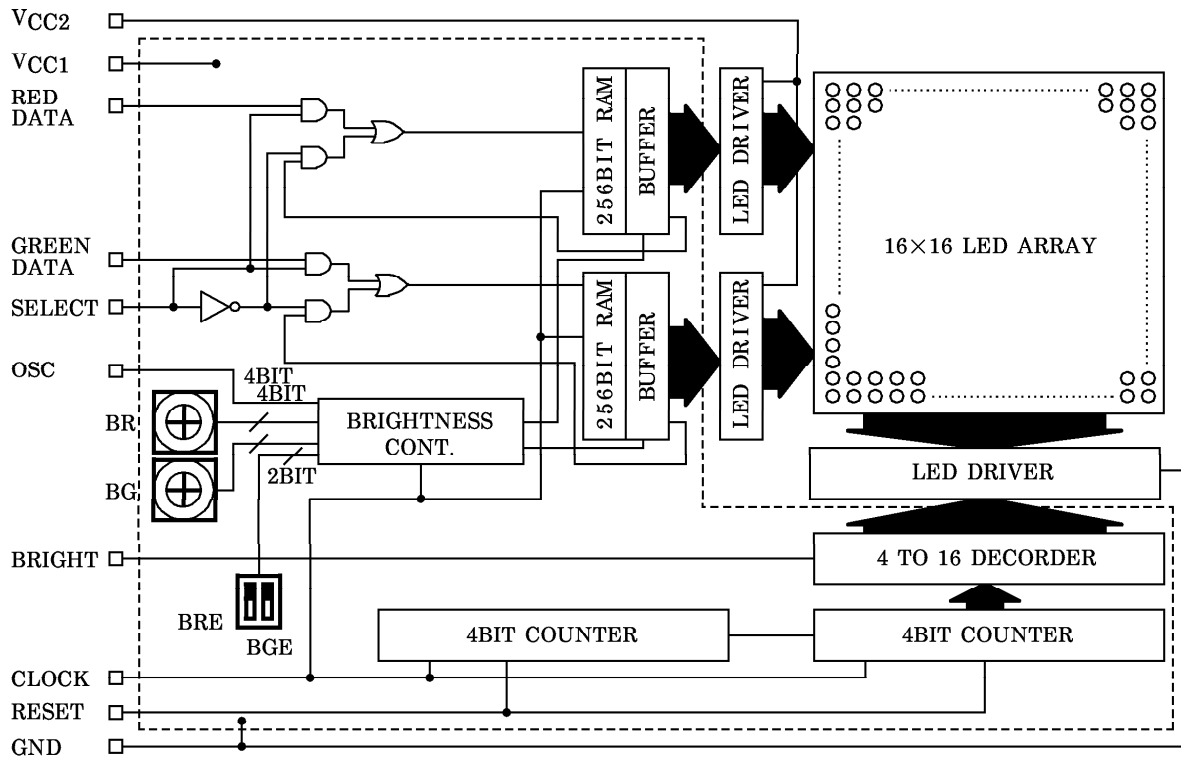 VCC2
VCC1
RED
DATA
GREEN
DATA
SELECT
OSC
4BIT
4BIT
BR
BG
2BIT
BRIGHTNESS
CONT.
256BIT RAM
BUFFER
LED DRIVER
256BIT RAM
BUFFER
LED DRIVER
16×16 LED ARRAY
LED DRIVER
BRIGHT
4 TO 16 DECORDER
BRE
BGE
4BIT COUNTER
4BIT COUNTER
CLOCK
RESET
GND